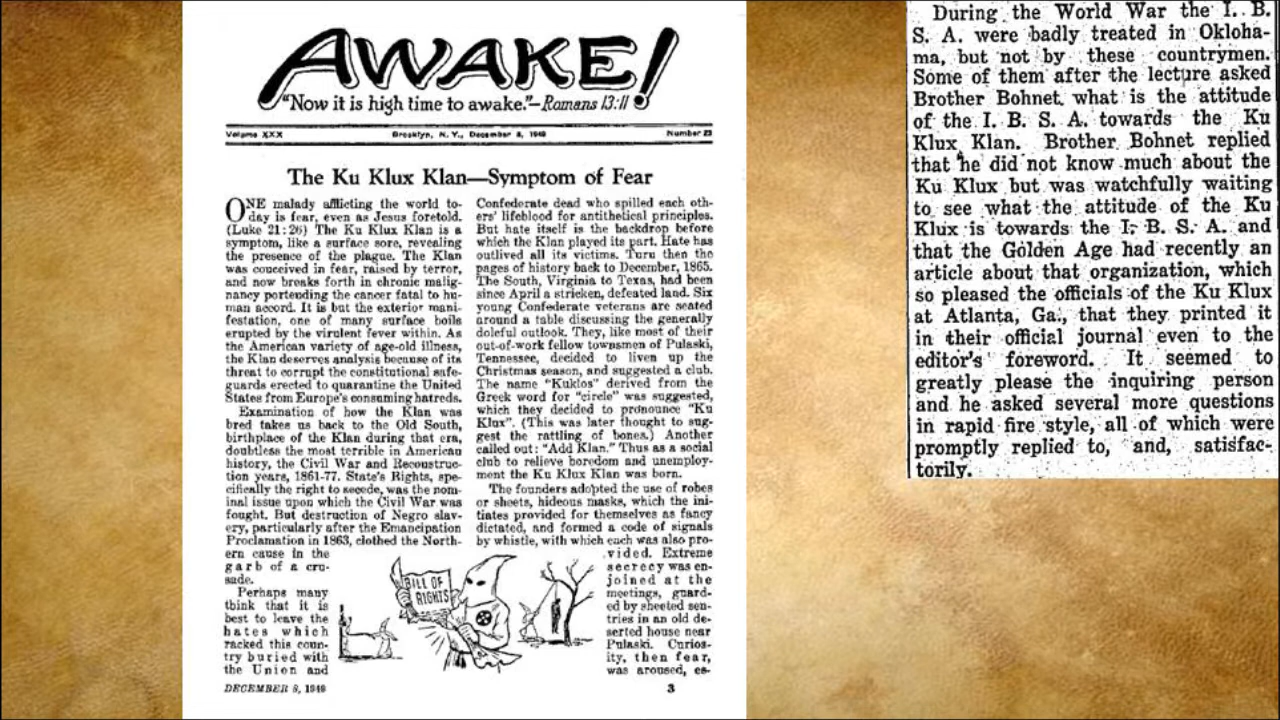 AWAKE!
"Now it is high time to awake."—Romans 13:11
Volume XXX Brooklyn, N. Y., December 8, 1949 Number 23
The Ku Klux Klan—Symptom of Fear
ONE malady afflicting the world to-
day is fear, even as Jesus foretold.
(Luke 21:26) The Ku Klux Klan is a
symptom, like a surface sore, revealing
the presence of the plague. The Klan
was conceived in fear, raised by terror,
and now breaks forth in chronic malig-
nancy portending the cancer fatal to hu-
man accord. It is but the exterior mani-
festation, one of many surface boils
erupted by the virulent fever within. As
the American variety of age-old illness,
the Klan deserves analysis because of its
threat to corrupt the constitutional safe-
guards erected to quarantine the United
States from Europe's consuming hatreds.
Examination of how the Klan was
bred takes us back to the Old South,
birthplace of the Klan during that era,
doubtless the most terrible in American
history, the Civil War and Reconstruc-
tion years, 1861-77. State's Rights, spe-
cifically the right to secede, was the nom-
inal issue upon which the Civil War was
fought. But destruction of Negro slav-
ery, particularly after the Emancipation
Proclamation in 1863, clothed the North-
ern cause in the
garb of a cru-
sade.
Perhaps many
think that it is
best to leave the
hates which
racked this coun-
try buried with
the Union and
Confederate dead who spilled each oth-
ers' lifeblood for antithetical principles.
But hate itself is the backdrop before
which the Klan played its part. Hate has
outlived all its victims. Turn then the
pages of history back to December, 1865.
The South, Virginia to Texas, had been
since April a stricken, defeated land. Six
young Confederate veterans are seated
around a table discussing the generally
doleful outlook. They, like most of their
out-of-work fellow townsmen of Pulaski,
Tennessee, decided to liven up the
Christmas season, and suggested a club.
The name "Kuklos" derived from the
Greek word for "circle" was suggested,
which they decided to pronounce "Ku
Klux". (This was later thought to sug-
gest the rattling of bones.) Another
called out: "Add Klan." Thus as a social
club to relieve boredom and unemploy-
ment the Ku Klux Klan was born.
The founders adopted the use of robes
or sheets, hideous masks, which the ini-
tiates provided for themselves as fancy
dictated, and formed a code of signals
by whistle, with which each was also pro-
vided. Extreme
secrecy was en-
joined at the
meetings, guard-
ed by sheeted sen-
tries in an old de-
serted house near
Pulaski. Curios-
ity, then fear,
was aroused, es-
BILL OF
RIGHTS
DECEMBER 8, 1949 3
During the World War the I. B.
S. A. were badly treated in Okloha-
ma, but not by these countrymen.
Some of them after the lecture asked
Brother Bohnet what is the attitude
of the I. B. S. A. towards the Ku
Klux Klan. Brother Bohnet replied
that he did not know much about the
Ku Klux but was watchfully waiting
to see what the attitude of the Ku
Klux is towards the I. B. S. A. and
that the Golden Age had recently an
article about that organization, which
so pleased the officials of the Ku Klux
at Atlanta, Ga., that they printed it
in their official journal even to the
editor's foreword. It seemed to
greatly please the inquiring person
and he asked several more questions
in rapid fire style, all of which were
promptly replied to, and, satisfac-
torily.